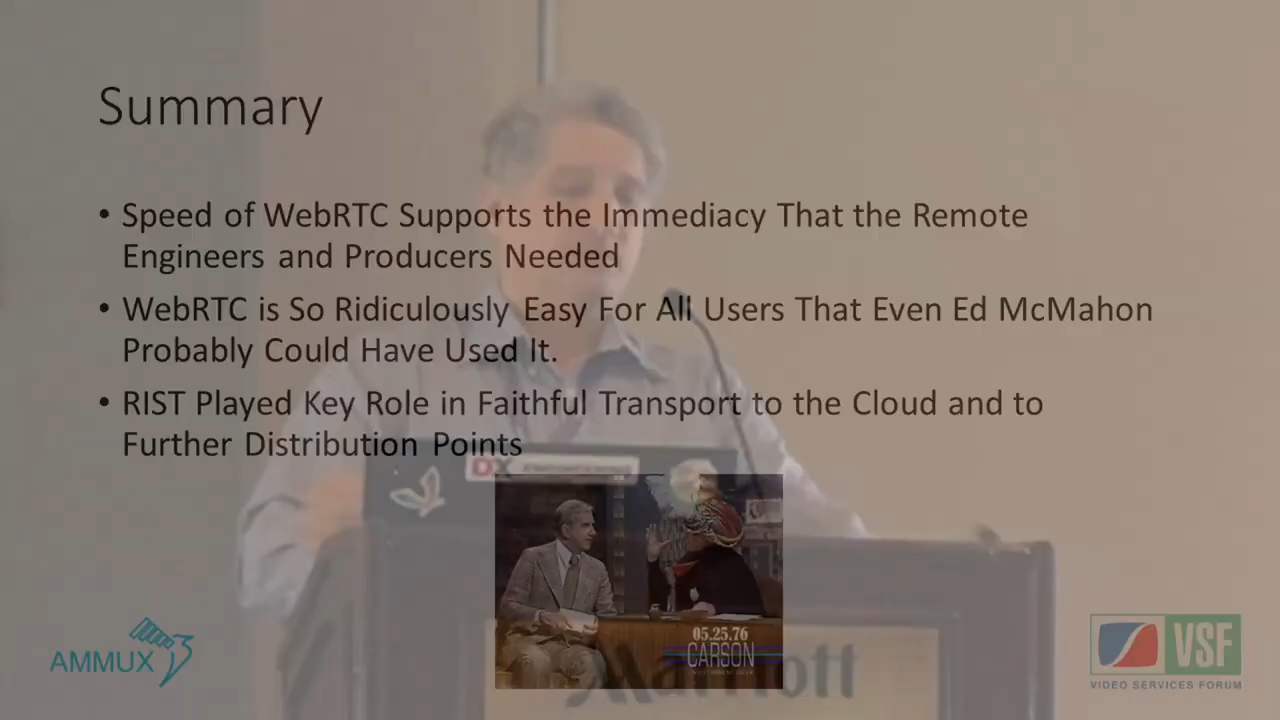 Summary
• Speed of WebRTC Supports the Immediacy That the Remote
Engineers and Producers Needed
• WebRTC is So Ridiculously Easy For All Users That Even Ed McMahon
Probably Could Have Used It.
• RIST Played Key Role in Faithful Transport to the Cloud and to
Further Distribution Points
DX
05.25.76
CARSON
Marriott
AMMUX
VSF
VIDEO SERVICES FORUM